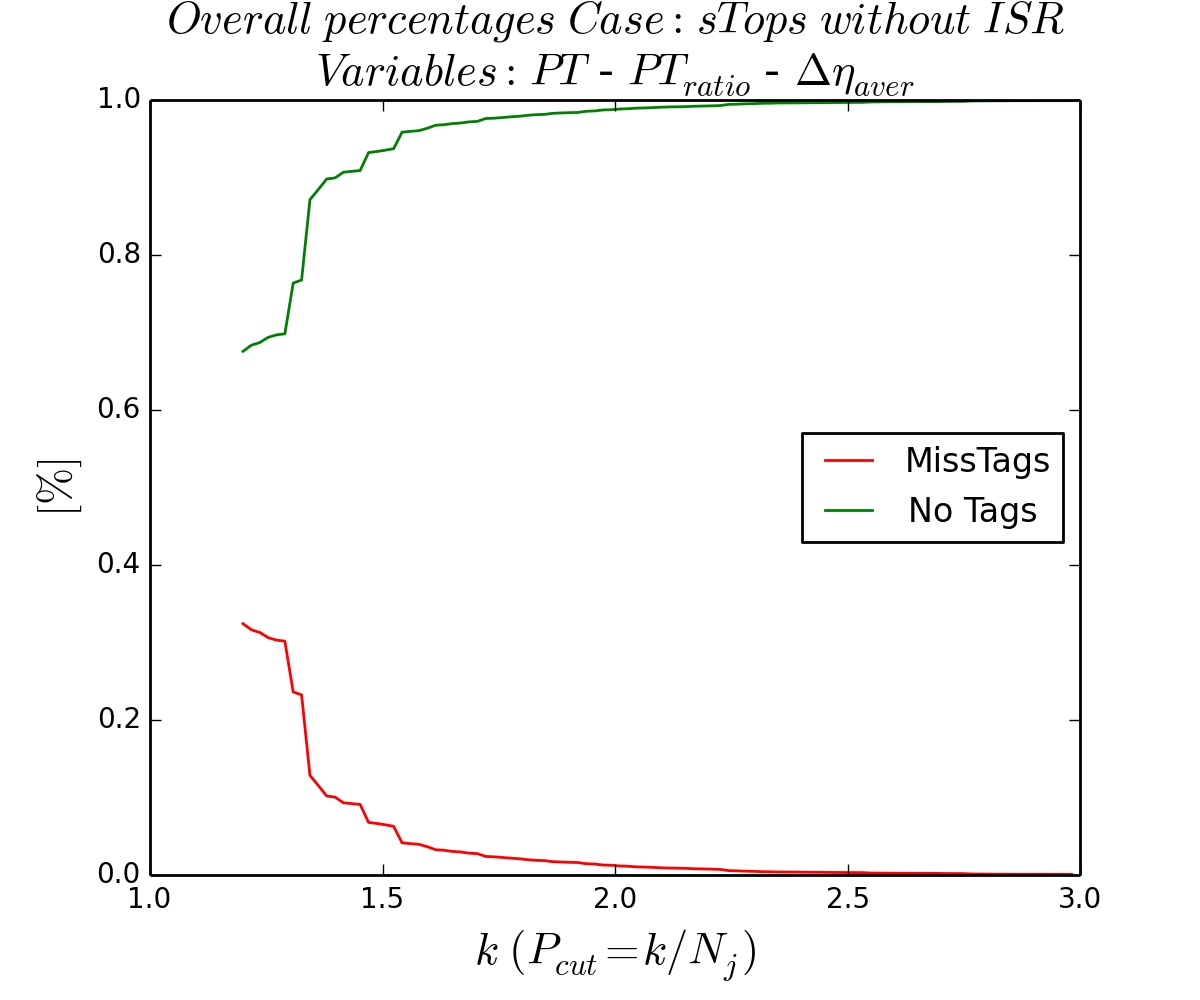 Overall percentages Case: sTops without ISR
Variables: PT - PT_ratio - Δη_aver
1.0
0.8
0.6
0.4
0.2
0.0
[%]
MissTags
No Tags
1.0 1.5 2.0 2.5 3.0
k (P_cut = k/N_j)